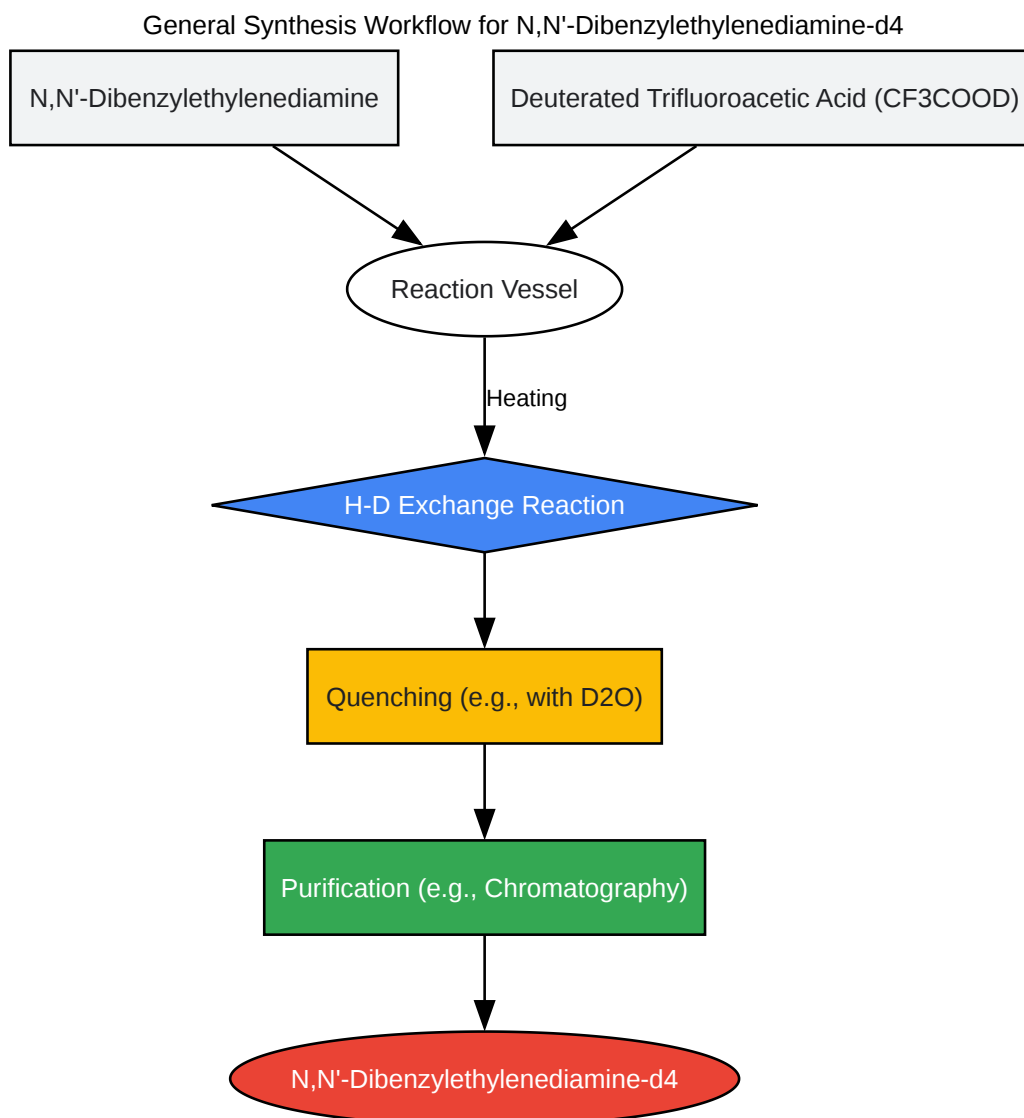 General Synthesis Workflow for N,N'-Dibenzylethylenediamine-d4
N,N'-Dibenzylethylenediamine
Deuterated Trifluoroacetic Acid (CF3COOD)
Reaction Vessel
Heating
H-D Exchange Reaction
Quenching (e.g., with D2O)
Purification (e.g., Chromatography)
N,N'-Dibenzylethylenediamine-d4